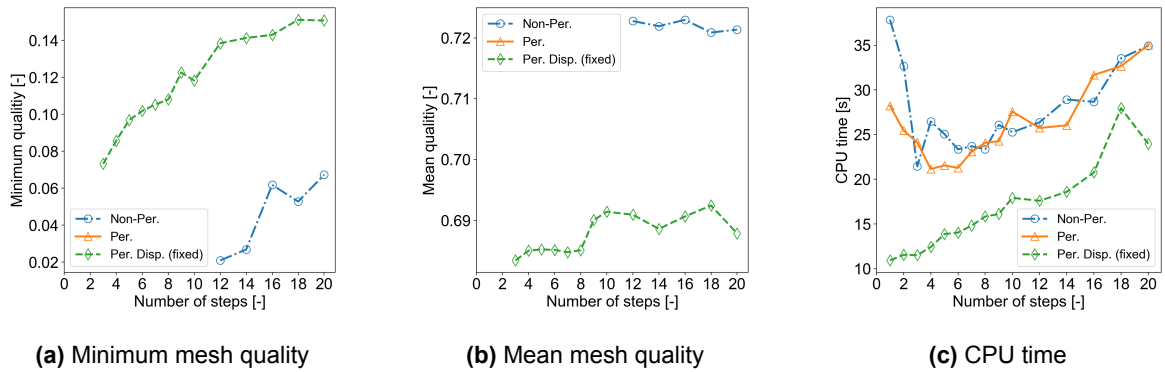 0.14
0.12
0.10
0.08
0.06
0.04
0.02
Minimum qualitiy [-]
Non-Per.
Per.
Per. Disp. (fixed)
0 2 4 6 8 10 12 14 16 18 20
Number of steps [-]
(a) Minimum mesh quality
0.72
0.71
0.70
0.69
Mean qualitiy [-]
Non-Per.
Per.
Per. Disp. (fixed)
0 2 4 6 8 10 12 14 16 18 20
Number of steps [-]
(b) Mean mesh quality
35
30
25
20
15
10
CPU time [s]
Non-Per.
Per.
Per. Disp. (fixed)
0 2 4 6 8 10 12 14 16 18 20
Number of steps [-]
(c) CPU time